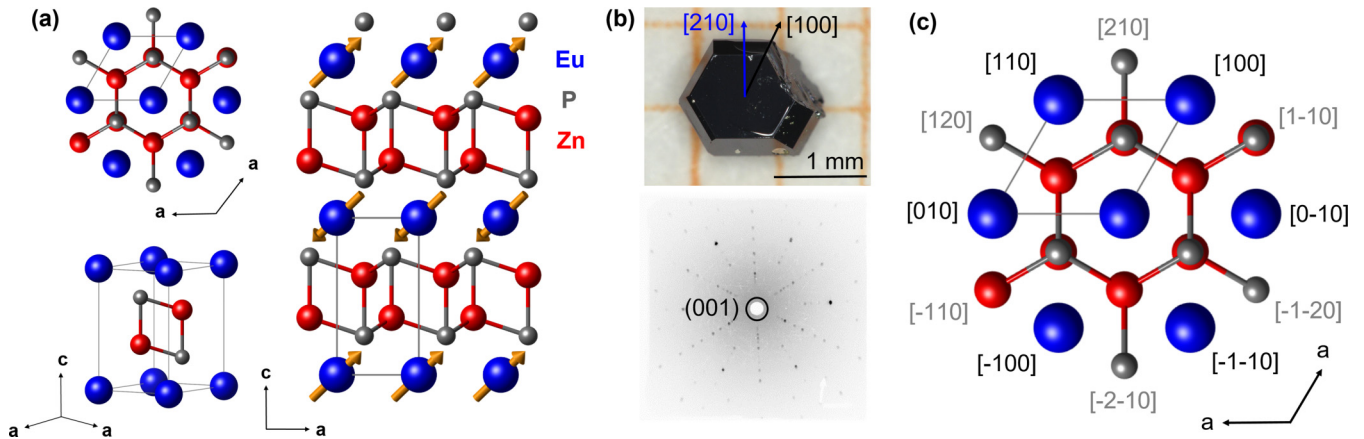 (a)
Eu
P
Zn
a
a
c
a
a
c
a
(b)
[210]
[100]
1 mm
(001)
(c)
[210]
[110]
[100]
[120]
[1-10]
[010]
[0-10]
[-110]
[-1-20]
[-100]
[-1-10]
[-2-10]
a
a